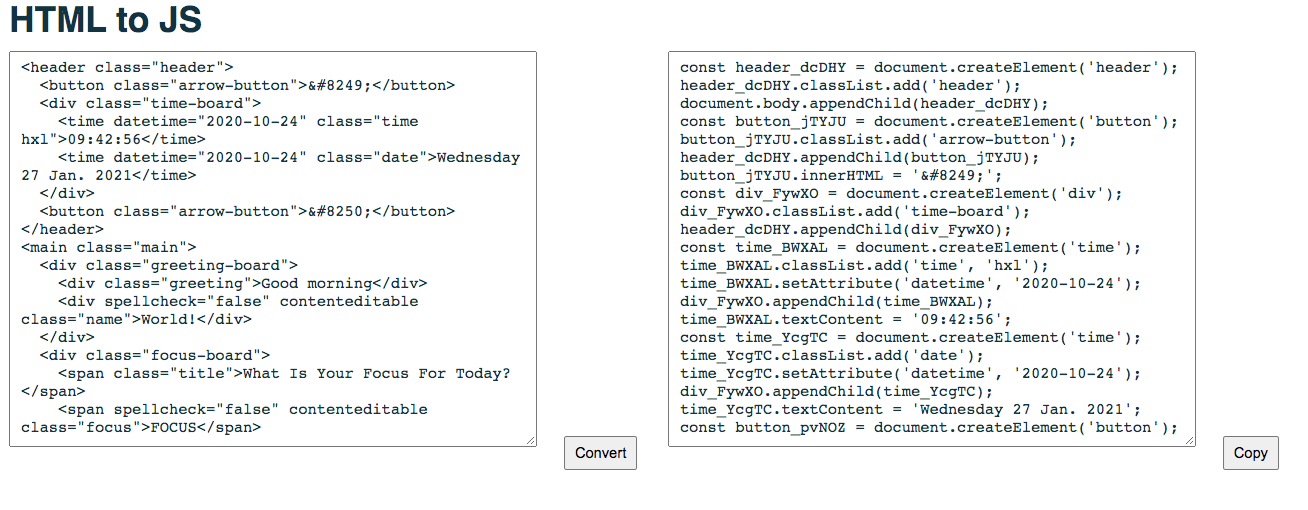 HTML to JS
<header class="header">
  <button class="arrow-button">&#8249;</button>
  <div class="time-board">
    <time datetime="2020-10-24" class="time
hxl">09:42:56</time>
    <time datetime="2020-10-24" class="date">Wednesday
27 Jan. 2021</time>
  </div>
  <button class="arrow-button">&#8250;</button>
</header>
<main class="main">
  <div class="greeting-board">
    <div class="greeting">Good morning</div>
    <div spellcheck="false" contenteditable
class="name">World!</div>
  </div>
  <div class="focus-board">
    <span class="title">What Is Your Focus For Today?
</span>
    <span spellcheck="false" contenteditable
class="focus">FOCUS</span>
Convert
const header_dcDHY = document.createElement('header');
header_dcDHY.classList.add('header');
document.body.appendChild(header_dcDHY);
const button_jTYJU = document.createElement('button');
button_jTYJU.classList.add('arrow-button');
header_dcDHY.appendChild(button_jTYJU);
button_jTYJU.innerHTML = '&#8249;';
const div_FywXO = document.createElement('div');
div_FywXO.classList.add('time-board');
header_dcDHY.appendChild(div_FywXO);
const time_BWXAL = document.createElement('time');
time_BWXAL.classList.add('time', 'hxl');
time_BWXAL.setAttribute('datetime', '2020-10-24');
div_FywXO.appendChild(time_BWXAL);
time_BWXAL.textContent = '09:42:56';
const time_YcgTC = document.createElement('time');
time_YcgTC.classList.add('date');
time_YcgTC.setAttribute('datetime', '2020-10-24');
div_FywXO.appendChild(time_YcgTC);
time_YcgTC.textContent = 'Wednesday 27 Jan. 2021';
const button_pvNOZ = document.createElement('button');
Copy